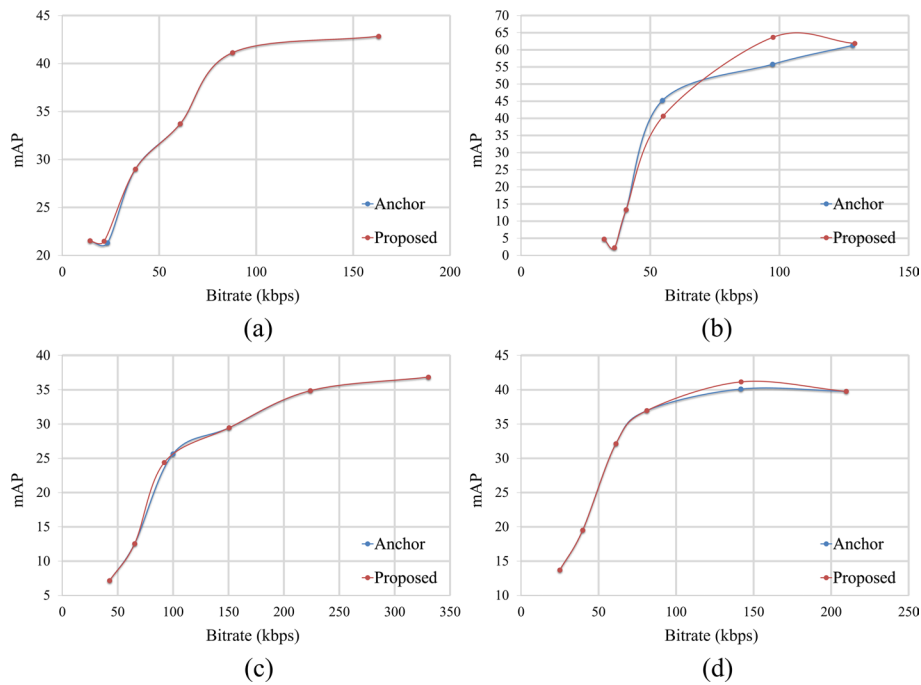 45
40
35
30
25
20
mAP
0 50 100 150 200
Bitrate (kbps)
Anchor
Proposed
(a)
70
65
60
55
50
45
40
35
30
25
20
15
10
5
0
mAP
0 50 100 150
Bitrate (kbps)
Anchor
Proposed
(b)
40
35
30
25
20
15
10
5
mAP
0 50 100 150 200 250 300 350
Bitrate (kbps)
Anchor
Proposed
(c)
45
40
35
30
25
20
15
10
mAP
0 50 100 150 200 250
Bitrate (kbps)
Anchor
Proposed
(d)